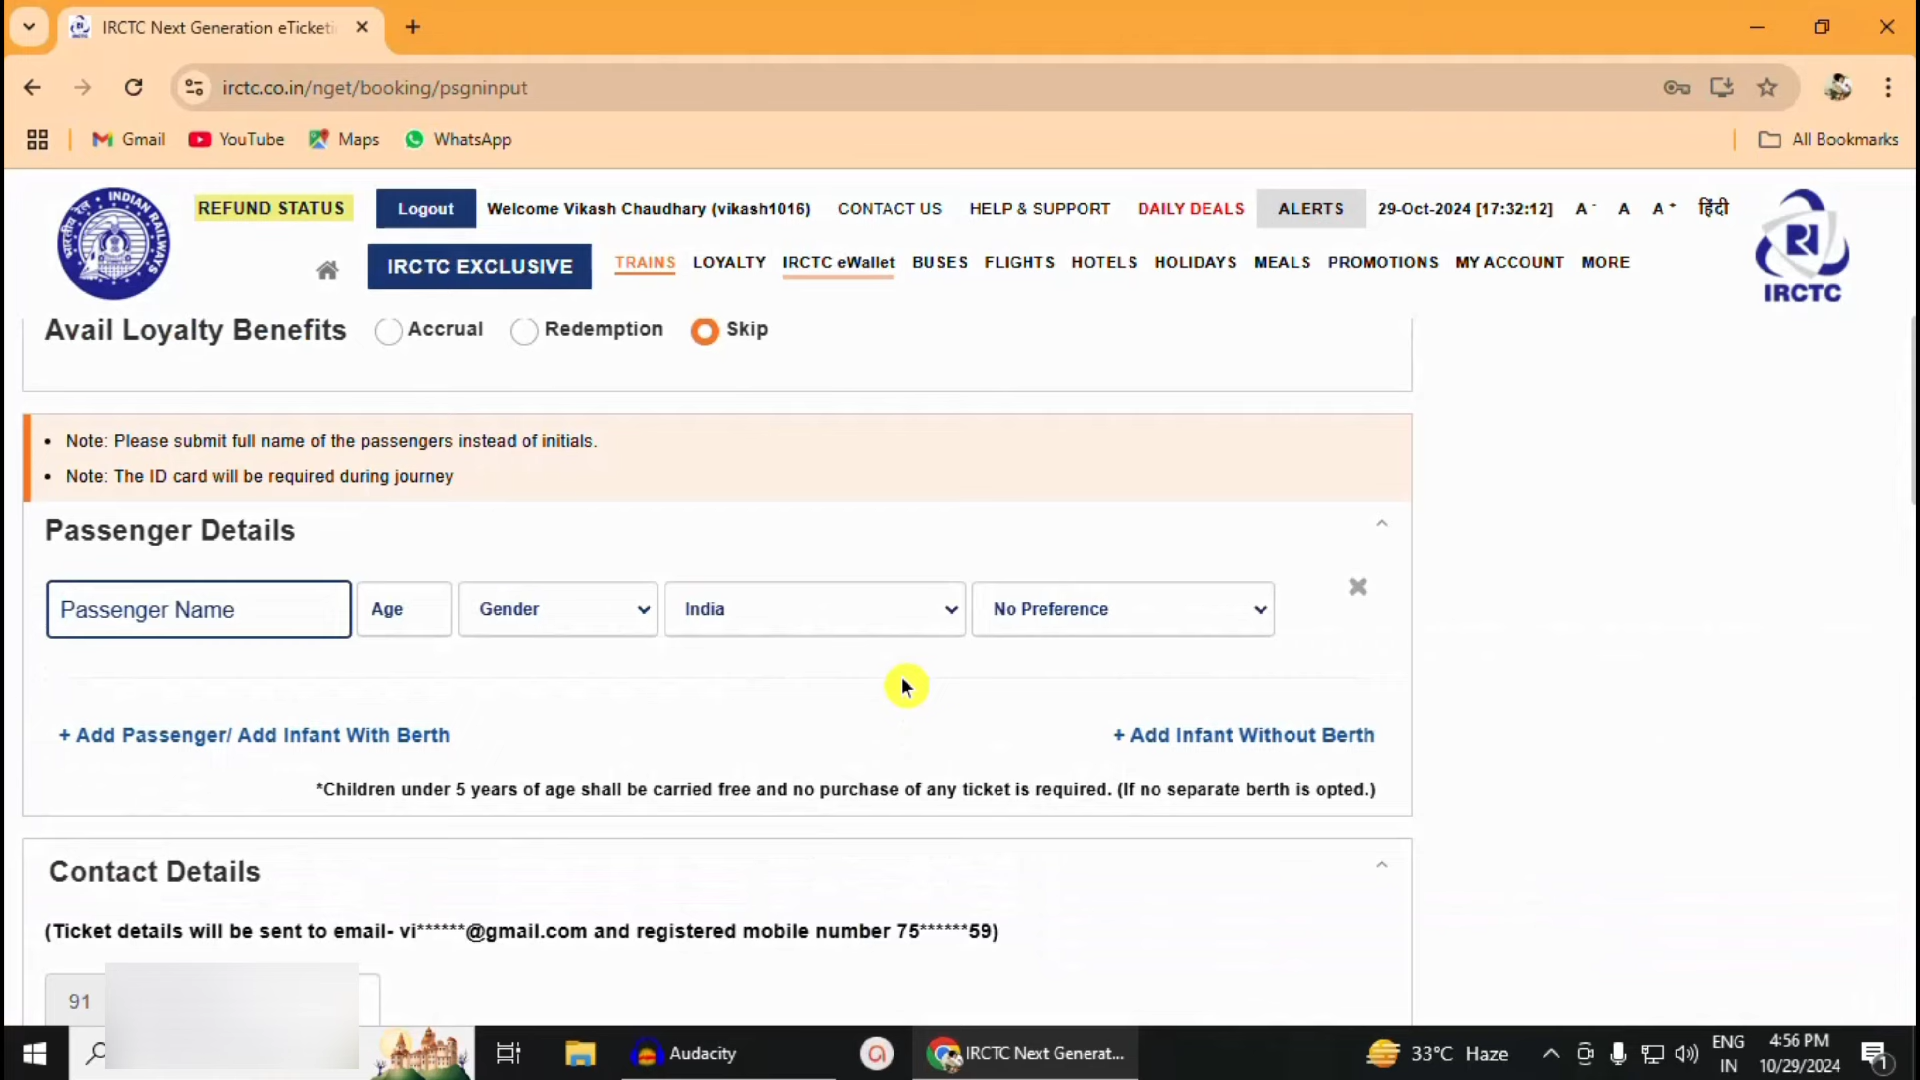 IRCTC Next Generation eTicketi
irctc.co.in/nget/booking/psgninput
Gmail YouTube Maps WhatsApp All Bookmarks
INDIAN RAILWAYS
भारतीय रेल
REFUND STATUS Logout Welcome Vikash Chaudhary (vikash1016) CONTACT US HELP & SUPPORT DAILY DEALS ALERTS 29-Oct-2024 [17:32:12] A- A A+ हिंदी
IRCTC EXCLUSIVE TRAINS LOYALTY IRCTC eWallet BUSES FLIGHTS HOTELS HOLIDAYS MEALS PROMOTIONS MY ACCOUNT MORE
IRCTC
Avail Loyalty Benefits Accrual Redemption Skip
• Note: Please submit full name of the passengers instead of initials.
• Note: The ID card will be required during journey
Passenger Details
Passenger Name Age Gender India No Preference
+ Add Passenger/ Add Infant With Berth + Add Infant Without Berth
*Children under 5 years of age shall be carried free and no purchase of any ticket is required. (If no separate berth is opted.)
Contact Details
(Ticket details will be sent to email- vi******@gmail.com and registered mobile number 75******59)
91
Audacity IRCTC Next Generat... 33°C Haze ENG 4:56 PM
IN 10/29/2024 1